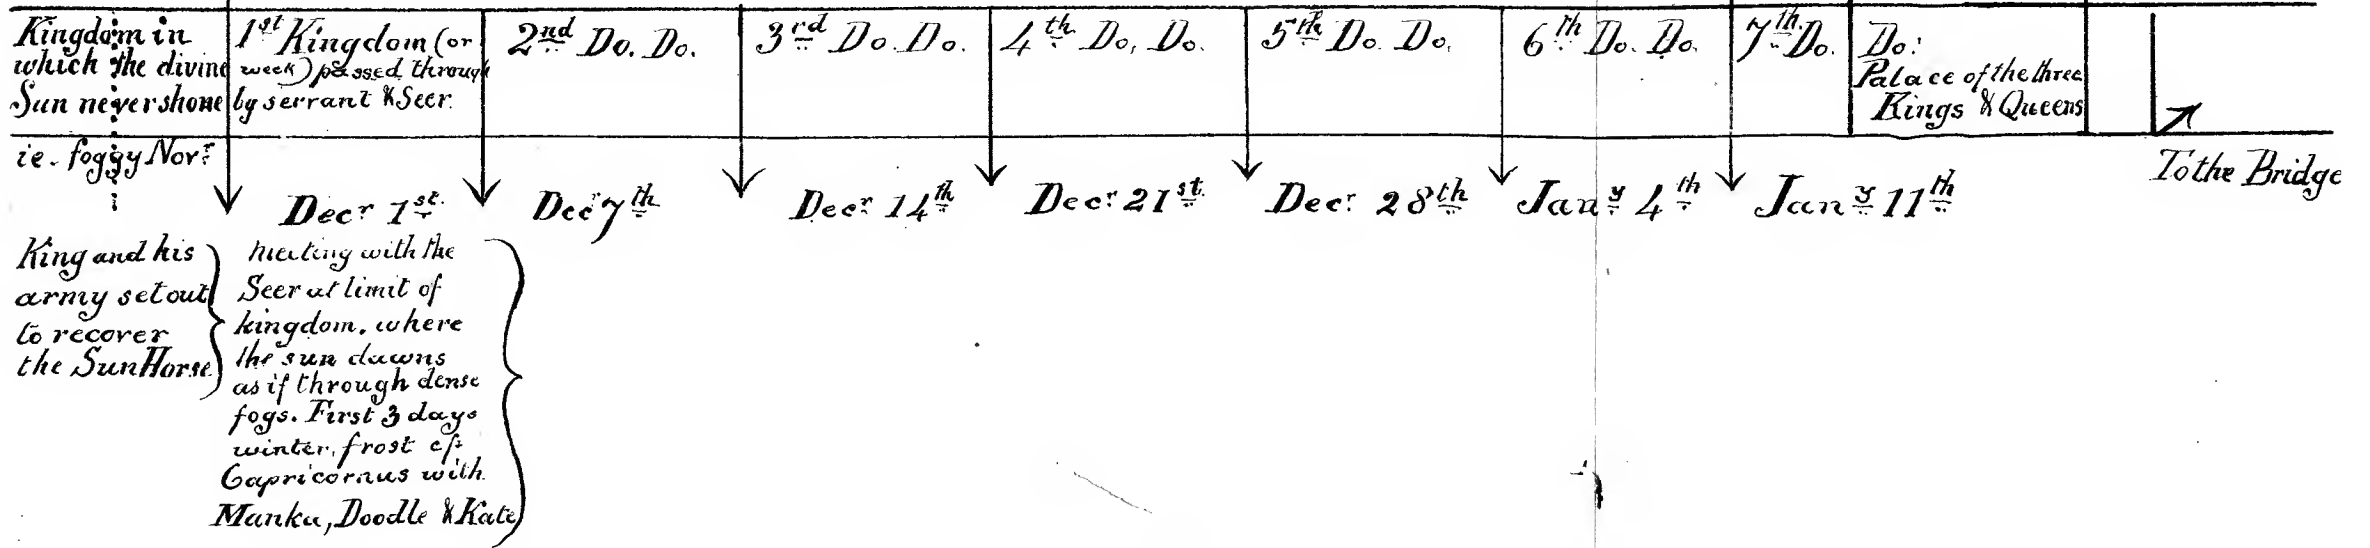 Kingdom in
which the divine
Sun never shone
1st Kingdom (or
week) passed through
by servant & Seer.
2nd Do. Do.
3rd Do. Do.
4th Do. Do.
5th Do. Do.
6th Do. Do.
7th Do.
Do:
Palace of the three
Kings & Queens
ie. foggy Novr
Decr 1st.
Decr 7th
Decr 14th
Decr 21st.
Decr 28th
Jany 4th
Jany 11th
To the Bridge
King and his
army set out
to recover
the Sun Horse
Meeting with the
Seer at limit of
kingdom, where
the sun dawns
as if through dense
fogs. First 3 days
winter, frost cf.
Capricornus with
Manka, Doodle & Kate